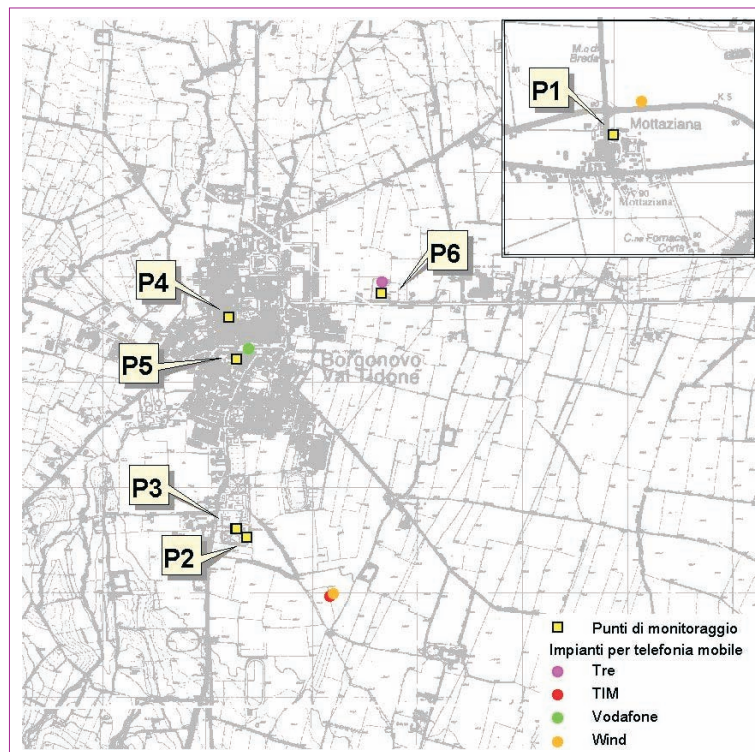 P1
M.o di
Breda
K 5
Mottaziana
Mottaziana
C.ne Fornace
Corta
P6
P4
P5
Borgonovo
Val Tidone
P3
P2
Punti di monitoraggio
Impianti per telefonia mobile
Tre
TIM
Vodafone
Wind